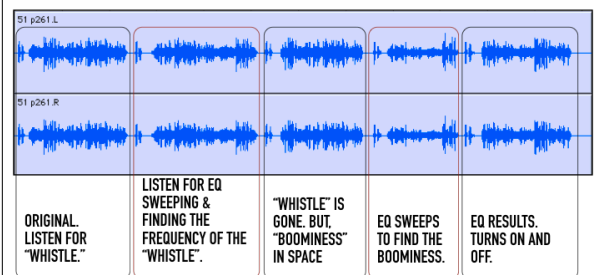 51 p261.L
51 p261.R
ORIGINAL.
LISTEN FOR
“WHISTLE.”
LISTEN FOR EQ
SWEEPING &
FINDING THE
FREQUENCY OF THE
“WHISTLE”.
“WHISTLE” IS
GONE. BUT,
“BOOMINESS”
IN SPACE
EQ SWEEPS
TO FIND THE
BOOMINESS.
EQ RESULTS.
TURNS ON AND
OFF.